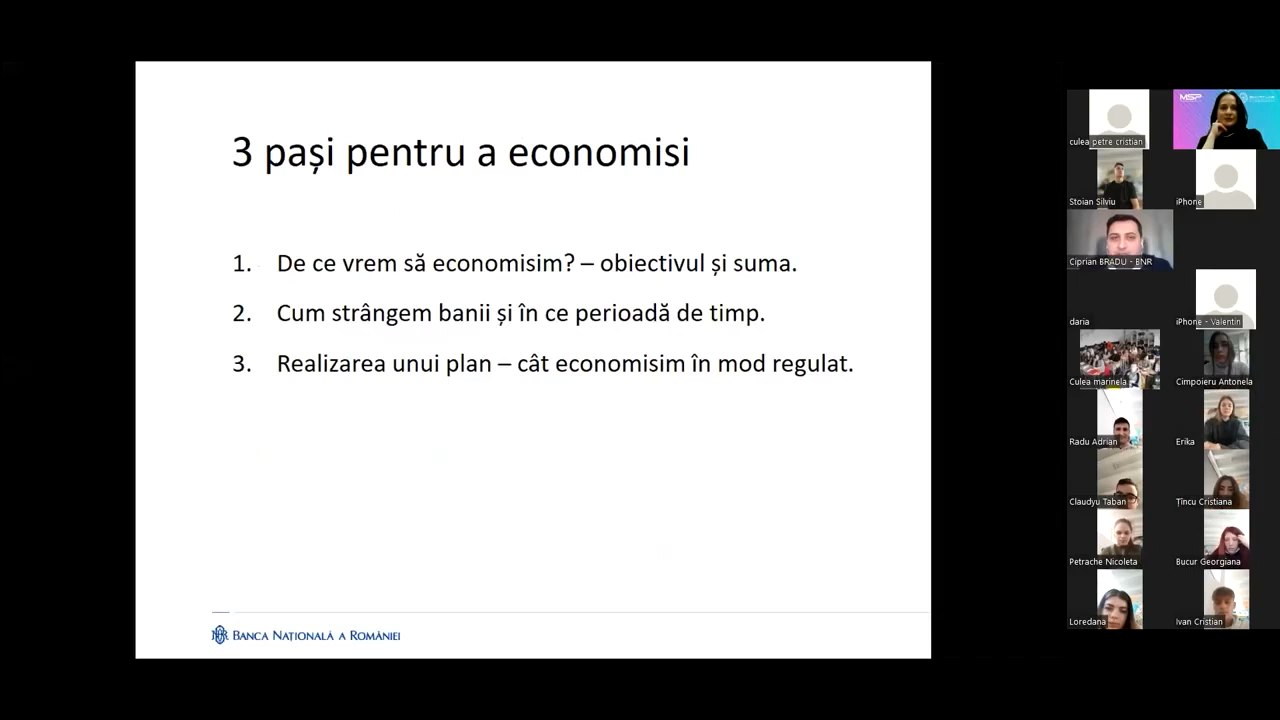 3 pași pentru a economisi
1. De ce vrem să economisim? – obiectivul și suma.
2. Cum strângem banii și în ce perioadă de timp.
3. Realizarea unui plan – cât economisim în mod regulat.
BANCA NAȚIONALĂ A ROMÂNIEI
MSP
culea petre cristian
Stoian Silviu
iPhone
Ciprian BRADU - BNR
daria
iPhone - Valentin
Culea marinela
Cimpoieru Antonela
Radu Adrian
Erika
Claudyu Taban
Țîncu Cristiana
Petrache Nicoleta
Bucur Georgiana
Loredana
Ivan Cristian